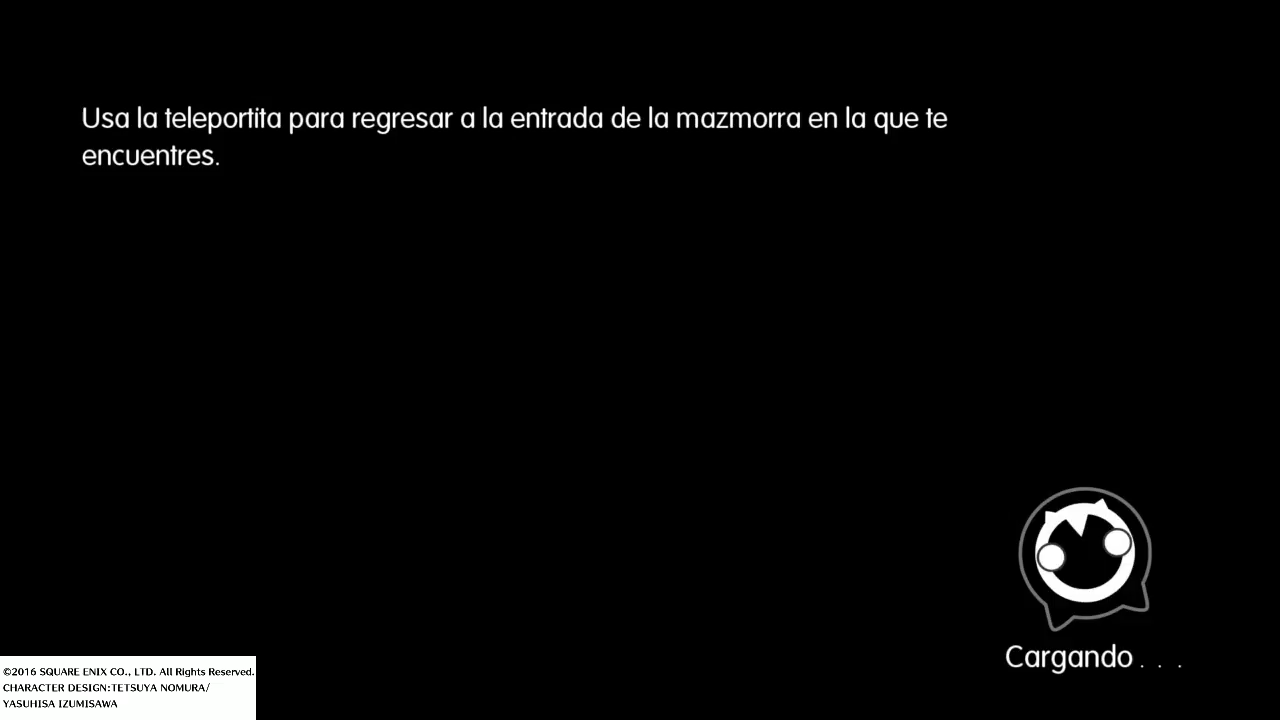 Usa la teleportita para regresar a la entrada de la mazmorra en la que te
encuentres.
Cargando . . .
©2016 SQUARE ENIX CO., LTD. All Rights Reserved.
CHARACTER DESIGN:TETSUYA NOMURA/
YASUHISA IZUMISAWA